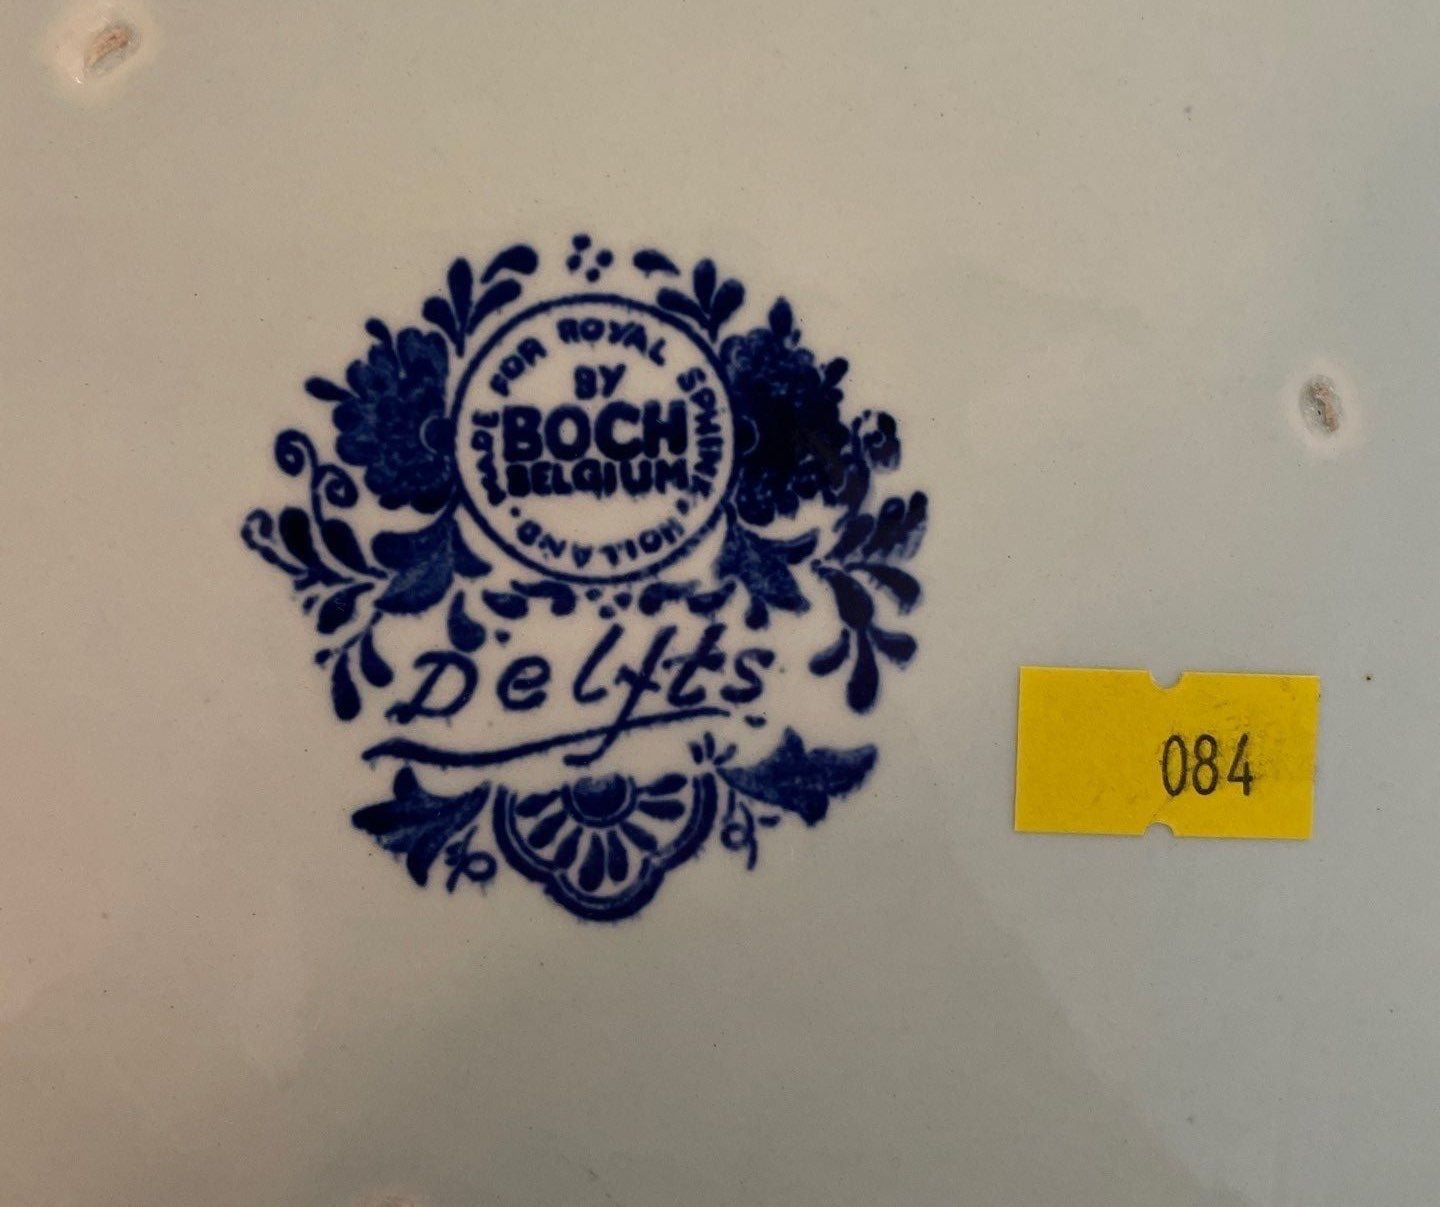 MADE FOR ROYAL SPHINX HOLLAND.
BY
BOCH
BELGIUM
Delfts
084